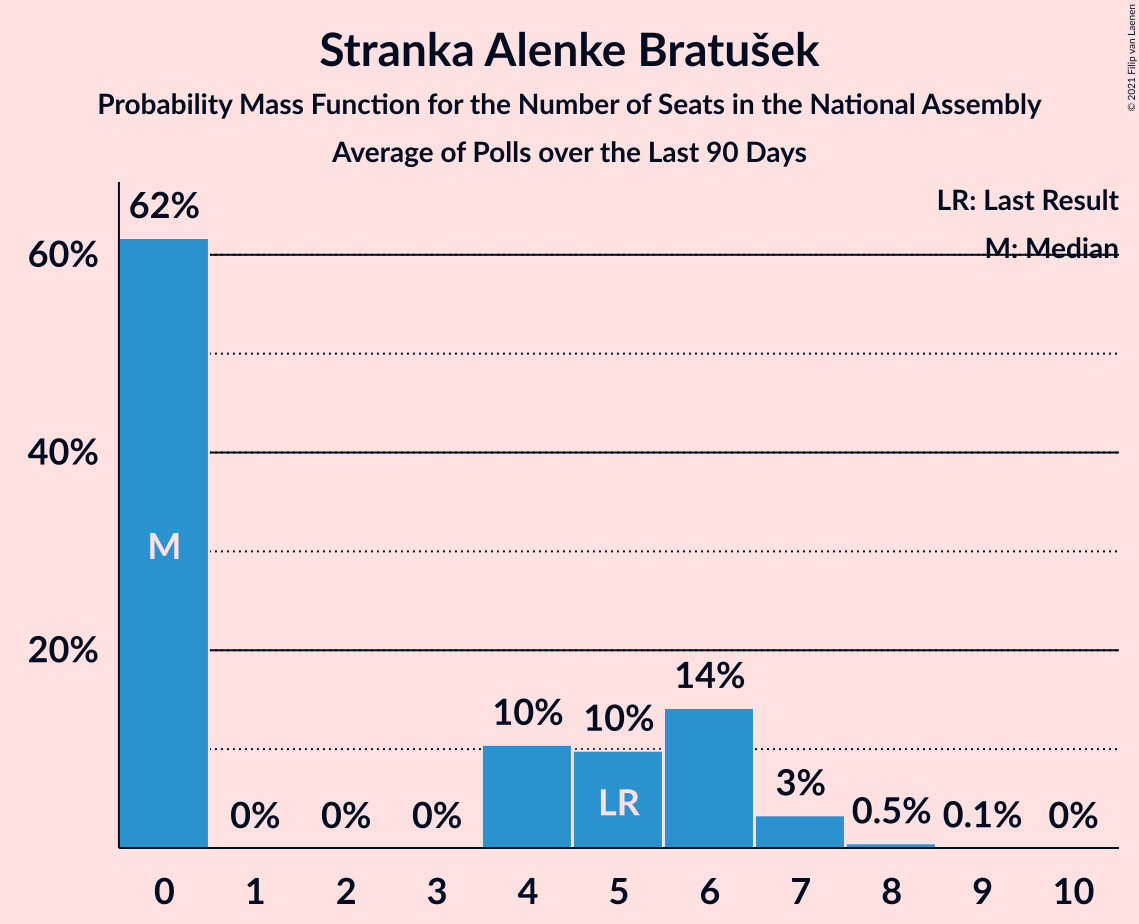 Stranka Alenke Bratušek
Probability Mass Function for the Number of Seats in the National Assembly
Average of Polls over the Last 90 Days
© 2021 Filip van Laenen
LR: Last Result
M: Median
60%
40%
20%
62%
0%
0%
0%
10%
10%
14%
3%
0.5%
0.1%
0%
M
LR
0 1 2 3 4 5 6 7 8 9 10